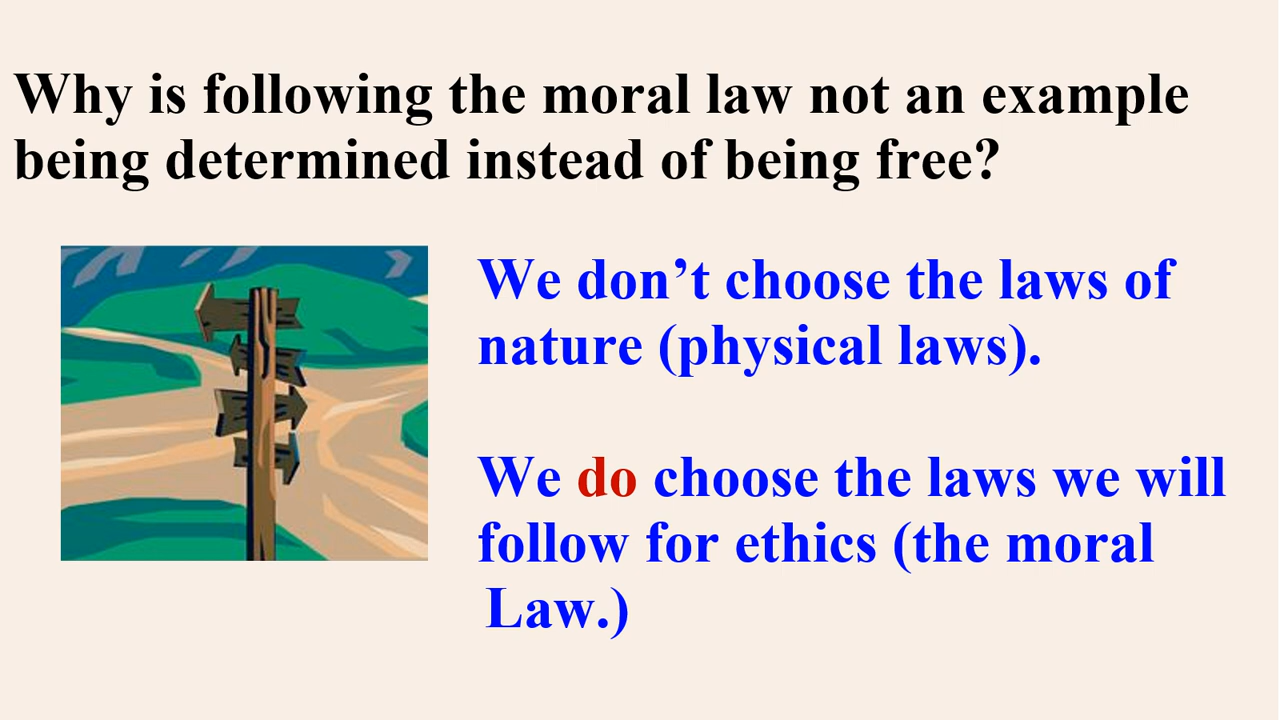 Why is following the moral law not an example
being determined instead of being free?
We don’t choose the laws of
nature (physical laws).
We do choose the laws we will
follow for ethics (the moral
Law.)